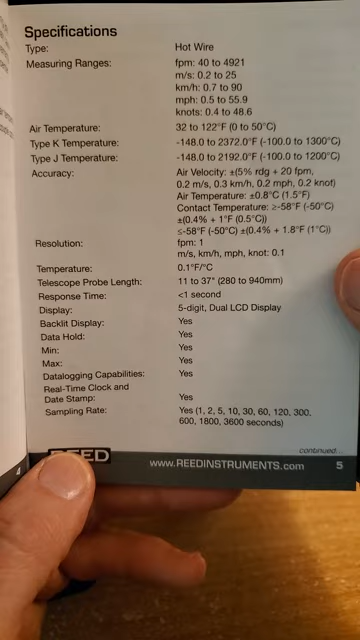 Specifications
Type: Hot Wire
Measuring Ranges: fpm: 40 to 4921
m/s: 0.2 to 25
km/h: 0.7 to 90
mph: 0.5 to 55.9
knots: 0.4 to 48.6
Air Temperature: 32 to 122°F (0 to 50°C)
Type K Temperature: -148.0 to 2372.0°F (-100.0 to 1300°C)
Type J Temperature: -148.0 to 2192.0°F (-100.0 to 1200°C)
Accuracy: Air Velocity: ±(5% rdg + 20 fpm,
0.2 m/s, 0.3 km/h, 0.2 mph, 0.2 knot)
Air Temperature: ±0.8°C (1.5°F)
Contact Temperature: ≥-58°F (-50°C)
±(0.4% + 1°F (0.5°C))
≤-58°F (-50°C) ±(0.4% + 1.8°F (1°C))
Resolution: fpm: 1
m/s, km/h, mph, knot: 0.1
Temperature: 0.1°F/°C
Telescope Probe Length: 11 to 37" (280 to 940mm)
Response Time: <1 second
Display: 5-digit, Dual LCD Display
Backlit Display: Yes
Data Hold: Yes
Min: Yes
Max: Yes
Datalogging Capabilities: Yes
Real-Time Clock and
Date Stamp: Yes
Sampling Rate: Yes (1, 2, 5, 10, 30, 60, 120, 300,
600, 1800, 3600 seconds)
continued...
4
REED www.REEDINSTRUMENTS.com 5